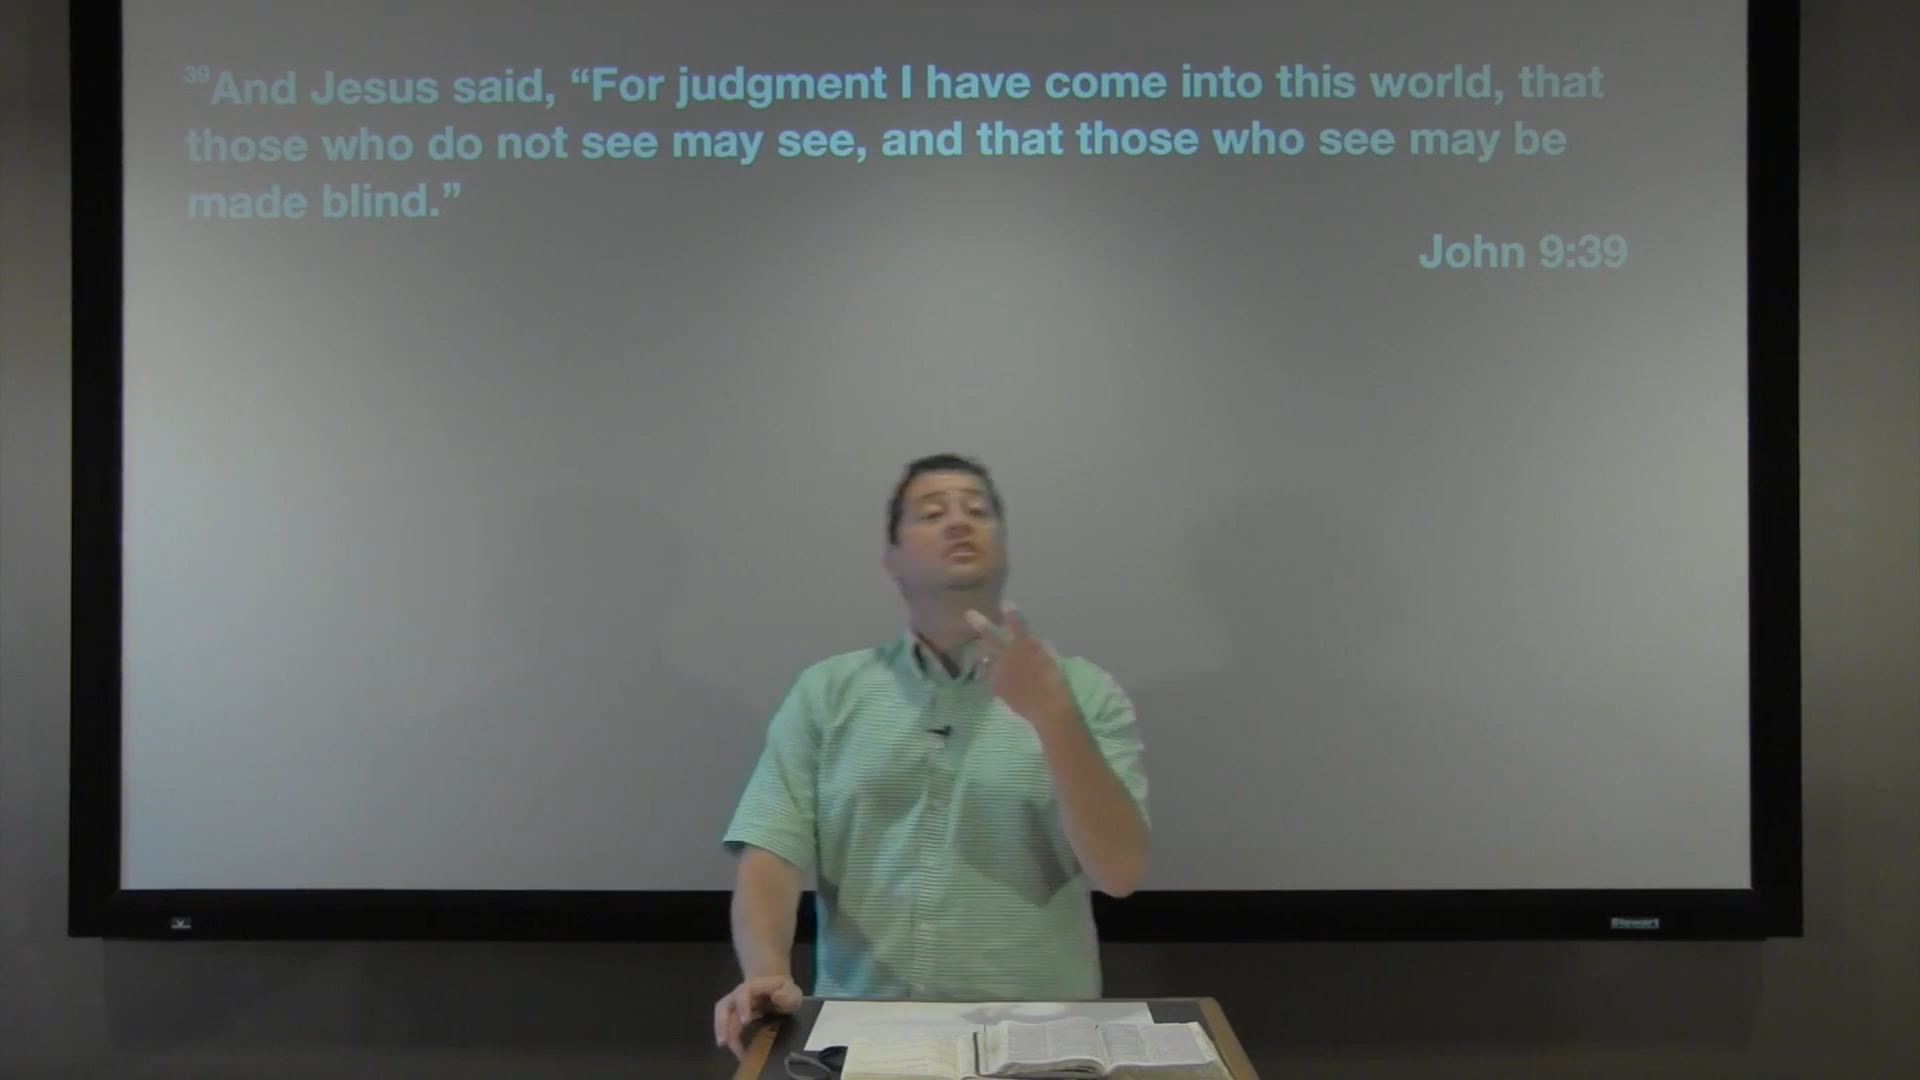 ³⁹And Jesus said, “For judgment I have come into this world, that
those who do not see may see, and that those who see may be
made blind.”
John 9:39
Stewart